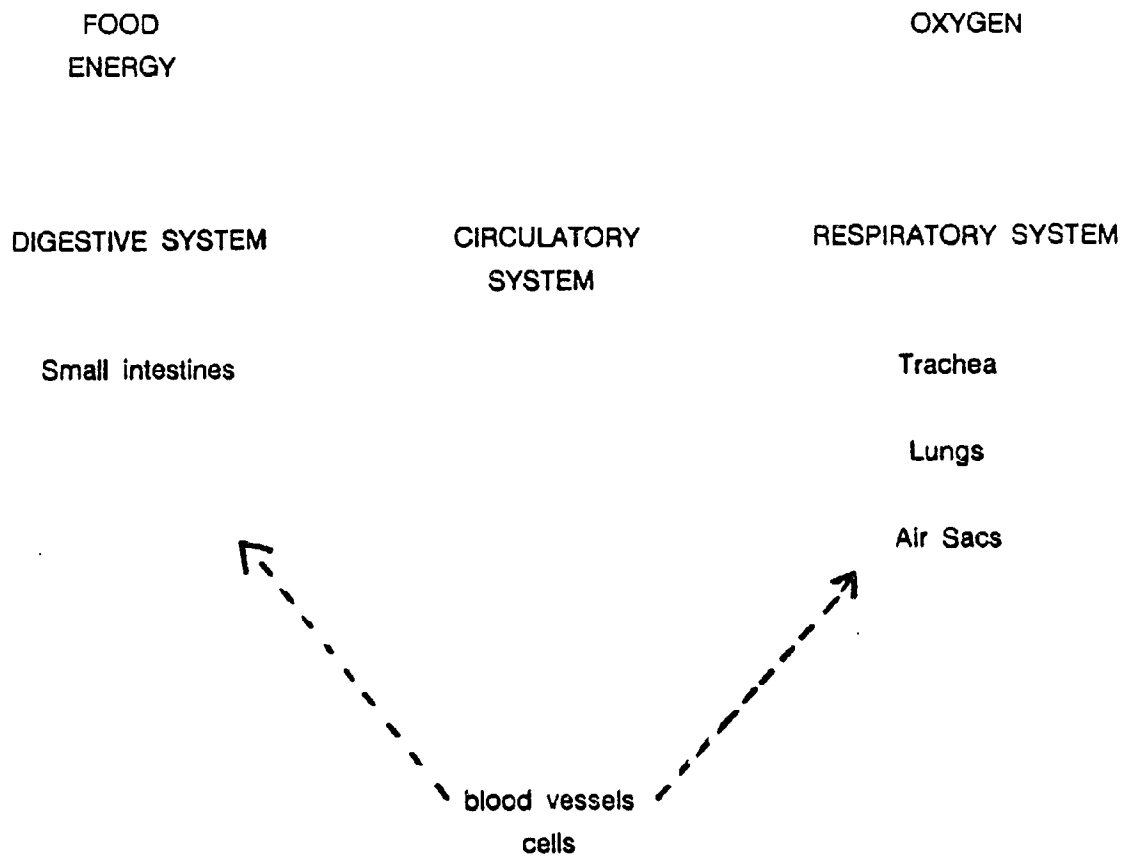 FOOD
ENERGY
OXYGEN
DIGESTIVE SYSTEM
CIRCULATORY
SYSTEM
RESPIRATORY SYSTEM
Small intestines
Trachea
Lungs
Air Sacs
blood vessels
cells